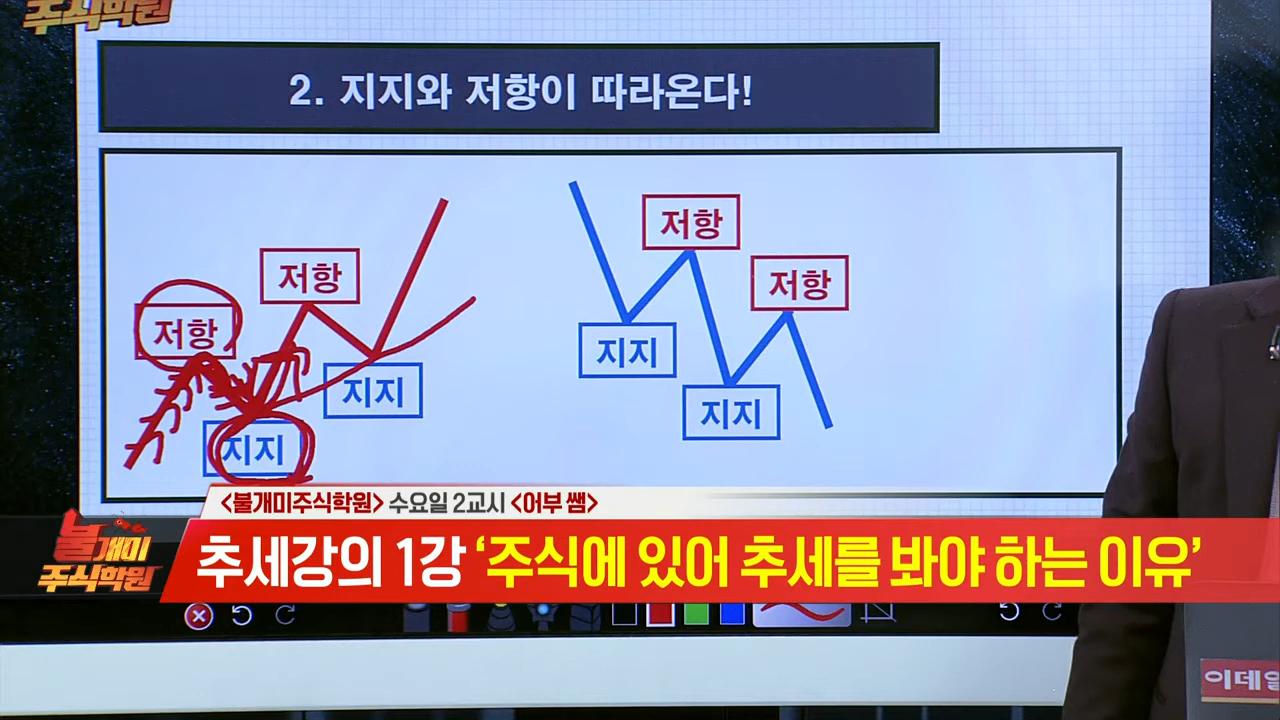 주식학원
2. 지지와 저항이 따라온다!
저항
저항
지지
지지
저항
저항
지지
지지
<불개미주식학원> 수요일 2교시 <어부 쌤>
불개미
주식학원
추세강의 1강 ‘주식에 있어 추세를 봐야 하는 이유’
이데일